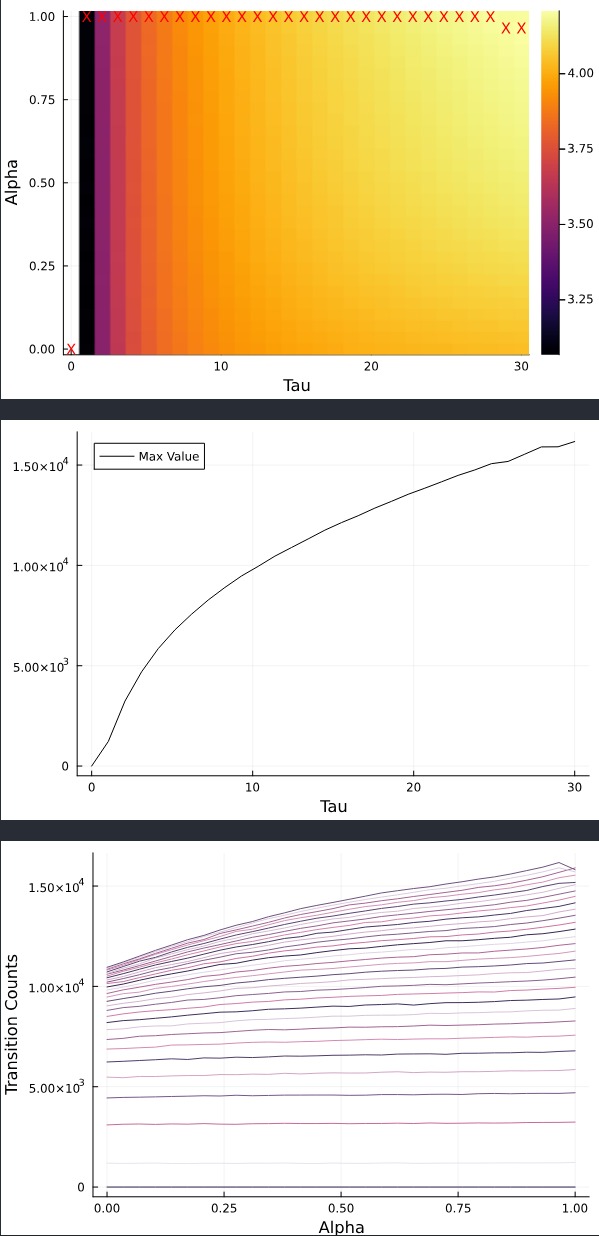 1.00
0.75
0.50
0.25
0.00
Alpha
X X X X X X X X X X X X X X X X X X X X X X X X X X X
X X
X
0 10 20 30
Tau
4.00
3.75
3.50
3.25
Max Value
1.50×10⁴
1.00×10⁴
5.00×10³
0
0 10 20 30
Tau
Transition Counts
1.50×10⁴
1.00×10⁴
5.00×10³
0
0.00 0.25 0.50 0.75 1.00
Alpha